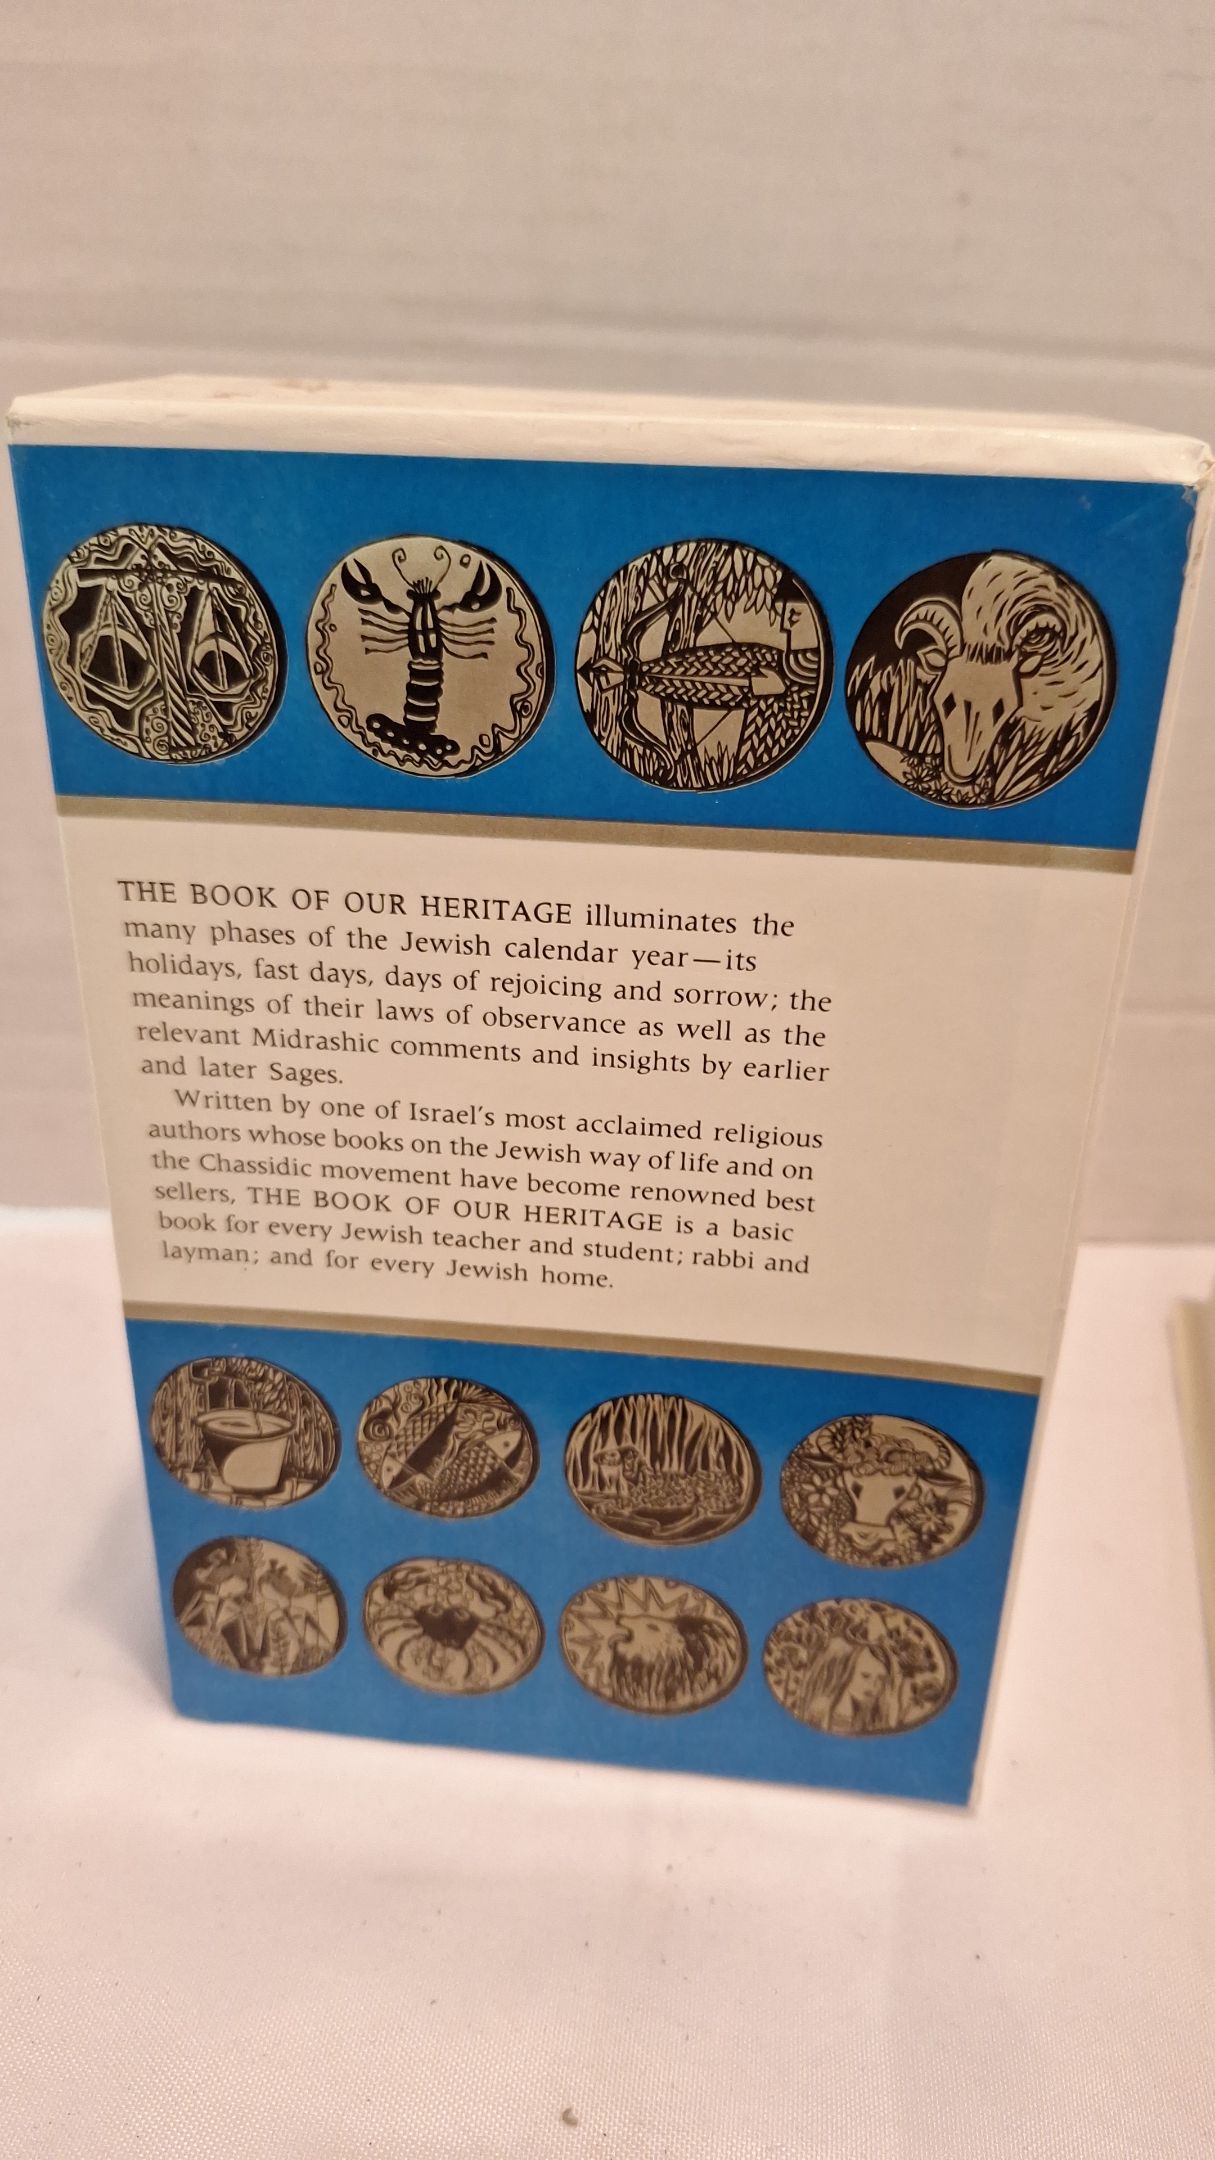 THE BOOK OF OUR HERITAGE illuminates the
many phases of the Jewish calendar year—its
holidays, fast days, days of rejoicing and sorrow; the
meanings of their laws of observance as well as the
relevant Midrashic comments and insights by earlier
and later Sages.
Written by one of Israel's most acclaimed religious
authors whose books on the Jewish way of life and on
the Chassidic movement have become renowned best
sellers, THE BOOK OF OUR HERITAGE is a basic
book for every Jewish teacher and student; rabbi and
layman; and for every Jewish home.